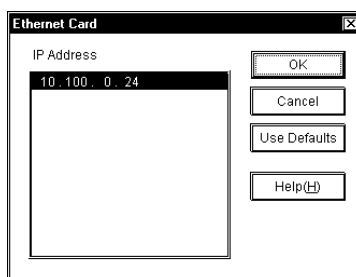 Ethernet Card
IP Address
10.100. 0. 24
OK
Cancel
Use Defaults
Help(H)